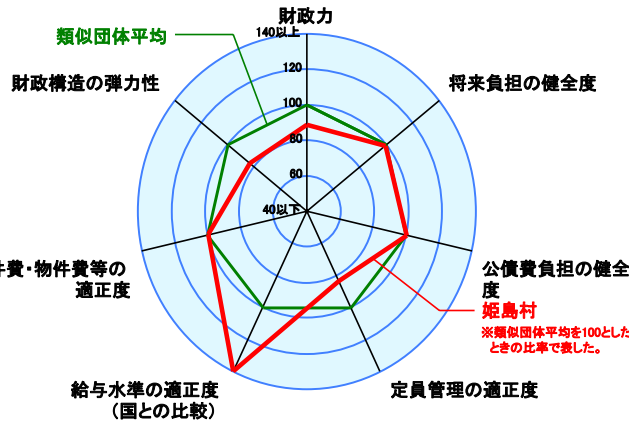 財政力
140以上
類似団体平均
120
財政構造の弾力性
将来負担の健全度
100
80
60
40以下
件費・物件費等の
適正度
公債費負担の健全
度
姫島村
※類似団体平均を100とした
ときの比率で表した。
給与水準の適正度
（国との比較）
定員管理の適正度